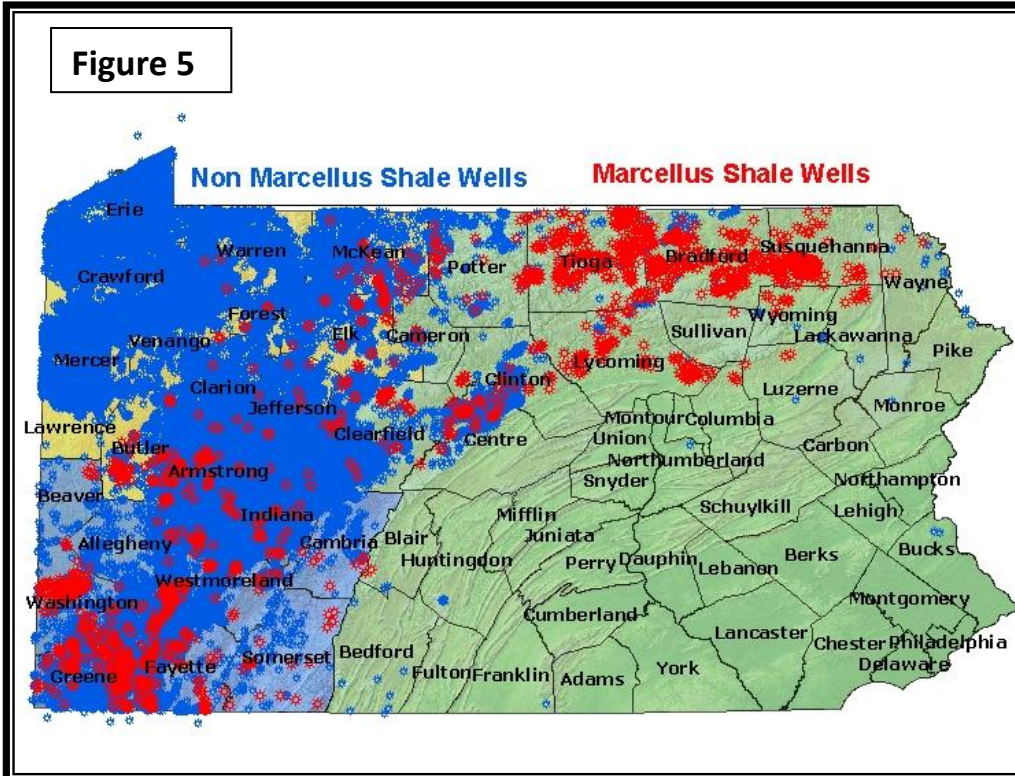 Figure 5
Non Marcellus Shale Wells Marcellus Shale Wells
Erie
Warren McKean Tioga Bradford Susquehanna
Crawford Potter Wayne
Forest Wyoming
Venango Elk Cameron Sullivan Lackawanna
Mercer Lycoming Pike
Clarion Clinton Luzerne
Jefferson Monroe
Lawrence Clearfield Centre Montour Columbia
Butler Union Carbon
Armstrong Northumberland
Beaver Snyder Northampton
Indiana Mifflin Schuylkill Lehigh
Allegheny Cambria Blair Juniata Bucks
Huntingdon Perry Dauphin Berks
Westmoreland Lebanon
Washington Cumberland Montgomery
Lancaster Chester Philadelphia
Greene Fayette Somerset Bedford Delaware
Fulton Franklin Adams York